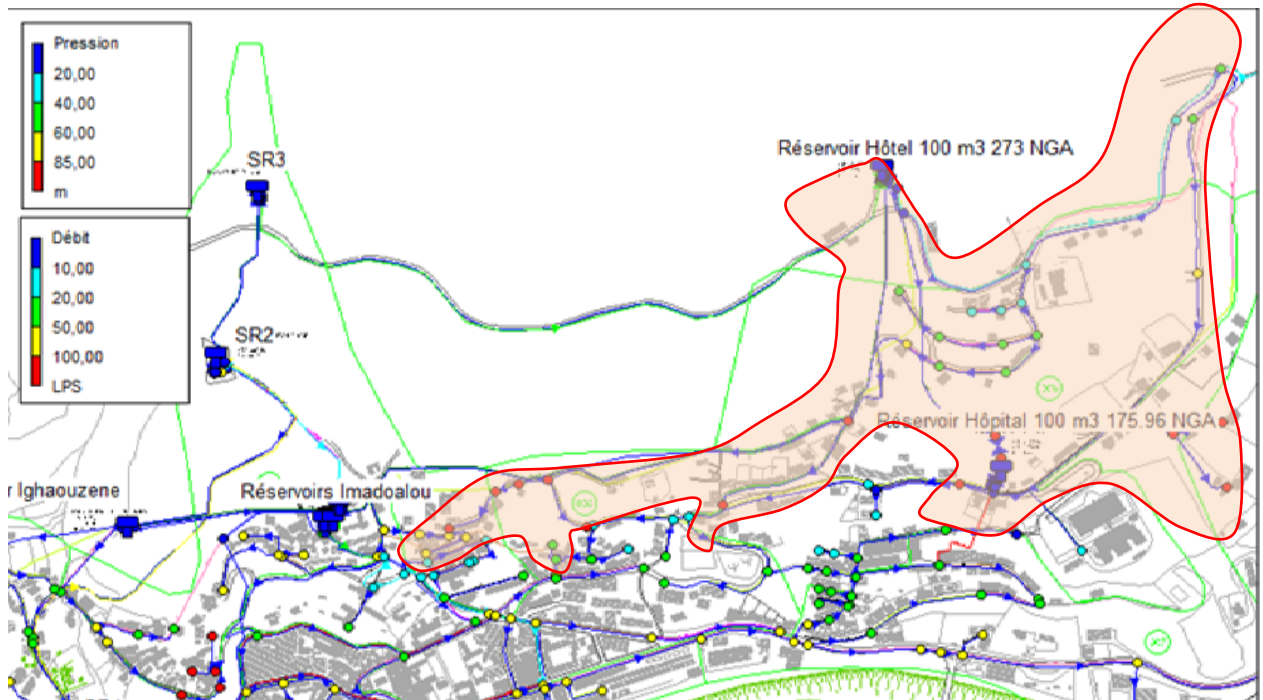 Pression
20,00
40,00
60,00
85,00
m
Débit
10,00
20,00
50,00
100,00
LPS
SR3
Réservoir Hôtel 100 m3 273 NGA
SR2
Réservoir Hôpital 100 m3 175.96 NGA
r Ighaouzene
Réservoirs Imadoalou